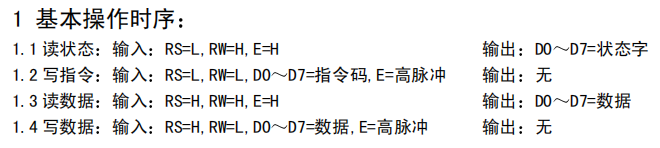 1 基本操作时序：
1.1 读状态：输入：RS=L,RW=H,E=H 输出：D0～D7=状态字
1.2 写指令：输入：RS=L,RW=L,D0～D7=指令码,E=高脉冲 输出：无
1.3 读数据：输入：RS=H,RW=H,E=H 输出：D0～D7=数据
1.4 写数据：输入：RS=H,RW=L,D0～D7=数据,E=高脉冲 输出：无